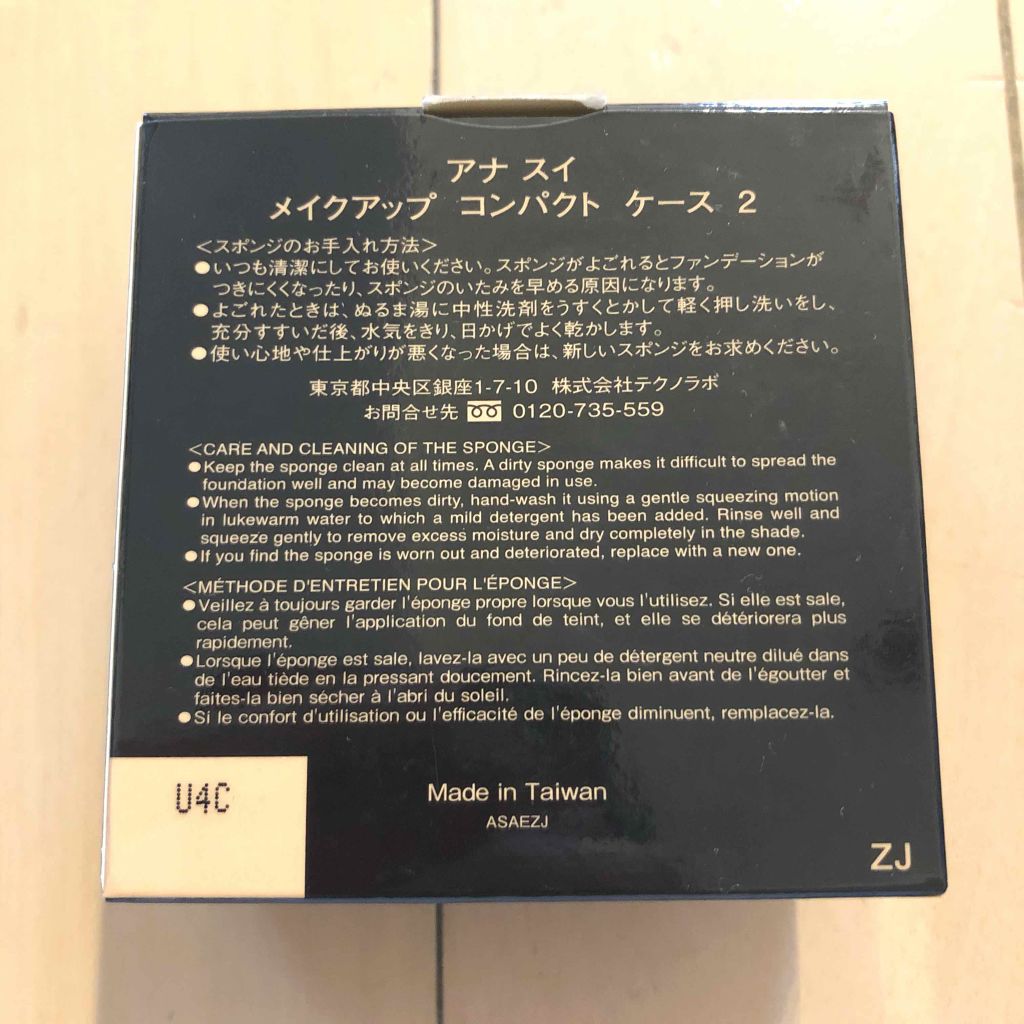 アナ スイ
メイクアップ コンパクト ケース 2
<スポンジのお手入れ方法>
●いつも清潔にしてお使いください。スポンジがよごれるとファンデーションが
つきにくくなったり、スポンジのいたみを早める原因になります。
●よごれたときは、ぬるま湯に中性洗剤をうすくとかして軽く押し洗いをし、
充分すすいだ後、水気をきり、日かげでよく乾かします。
●使い心地や仕上がりが悪くなった場合は、新しいスポンジをお求めください。
東京都中央区銀座1-7-10 株式会社テクノラボ
お問合せ先 0120-735-559
<CARE AND CLEANING OF THE SPONGE>
●Keep the sponge clean at all times. A dirty sponge makes it difficult to spread the
foundation well and may become damaged in use.
●When the sponge becomes dirty, hand-wash it using a gentle squeezing motion
in lukewarm water to which a mild detergent has been added. Rinse well and
squeeze gently to remove excess moisture and dry completely in the shade.
●If you find the sponge is worn out and deteriorated, replace with a new one.
<MÉTHODE D'ENTRETIEN POUR L'ÉPONGE>
●Veillez à toujours garder l'éponge propre lorsque vous l'utilisez. Si elle est sale,
cela peut gêner l'application du fond de teint, et elle se détériorera plus
rapidement.
●Lorsque l'éponge est sale, lavez-la avec un peu de détergent neutre dilué dans
de l'eau tiède en la pressant doucement. Rincez-la bien avant de l'égoutter et
faites-la bien sécher à l'abri du soleil.
●Si le confort d'utilisation ou l'efficacité de l'éponge diminuent, remplacez-la.
U4C
Made in Taiwan
ASAEZJ
ZJ